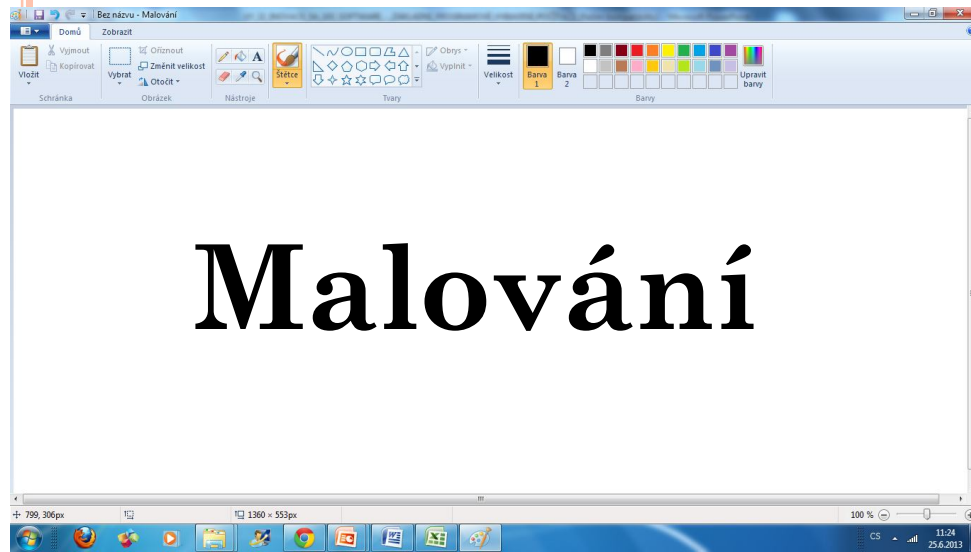 Bez názvu - Malování
Domů Zobrazit
Vložit
Vyjmout
Kopírovat
Schránka
Vybrat
Oříznout
Změnit velikost
Otočit
Obrázek
A
Nástroje
Štětce
Obrys
Vyplnit
Tvary
Velikost
Barva 1
Barva 2
Upravit barvy
Barvy
Malování
799, 306px
1360 × 553px
100 %
CS
11:24
25.6.2013